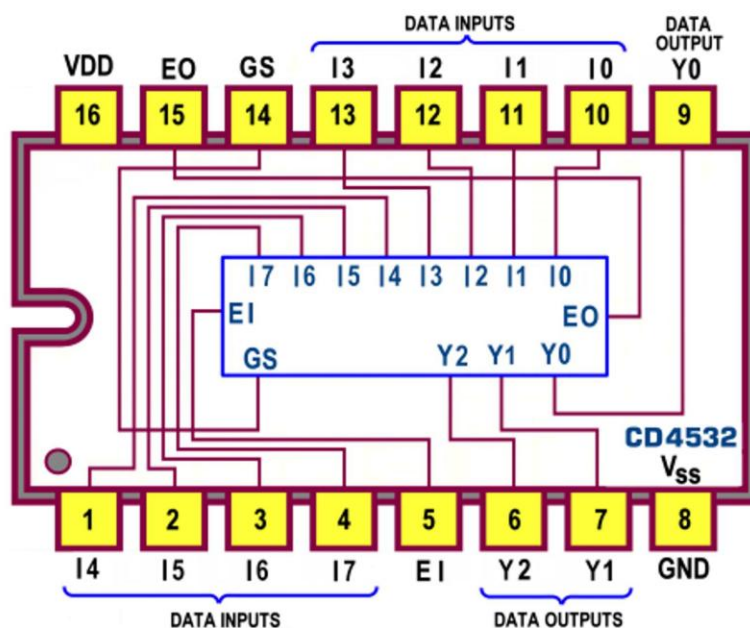 DATA INPUTS DATA
OUTPUT
VDD EO GS I3 I2 I1 I0 Y0
16 15 14 13 12 11 10 9
I7 I6 I5 I4 I3 I2 I1 I0
EI EO
GS Y2 Y1 Y0
CD4532
VSS
1 2 3 4 5 6 7 8
I4 I5 I6 I7 EI Y2 Y1 GND
DATA INPUTS DATA OUTPUTS